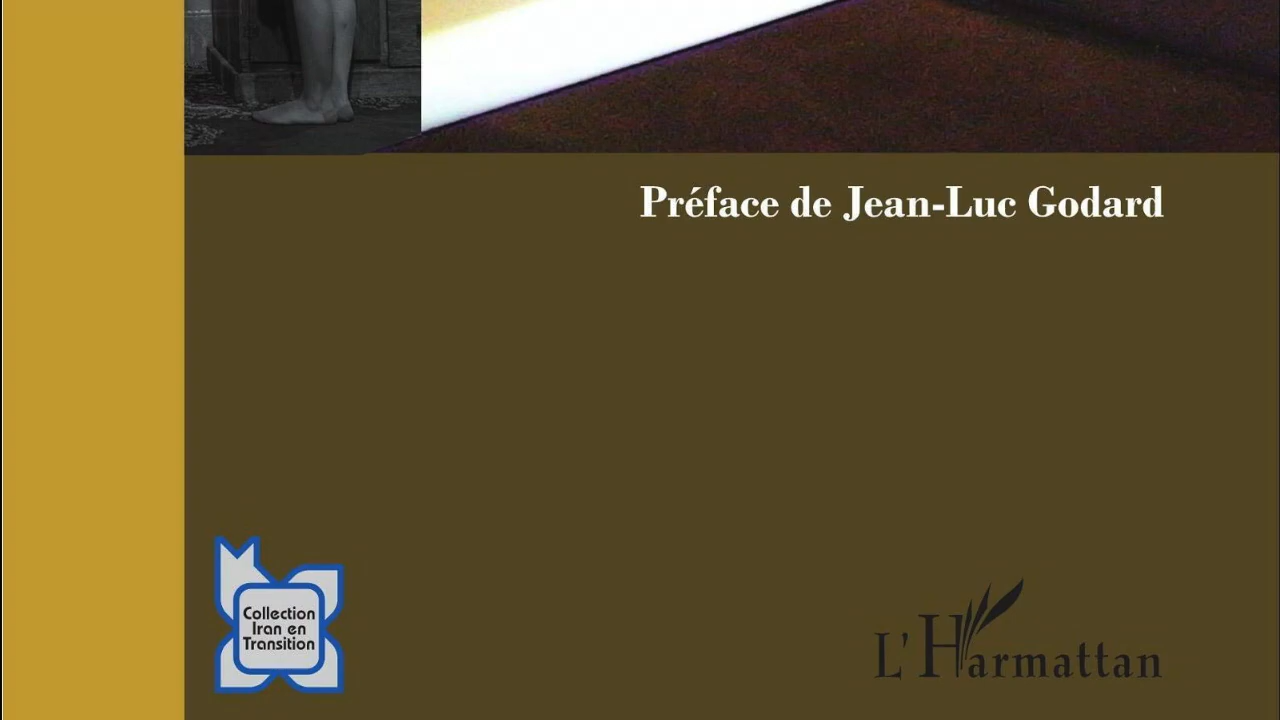 Préface de Jean-Luc Godard
Collection
Iran en
Transition
L'Harmattan